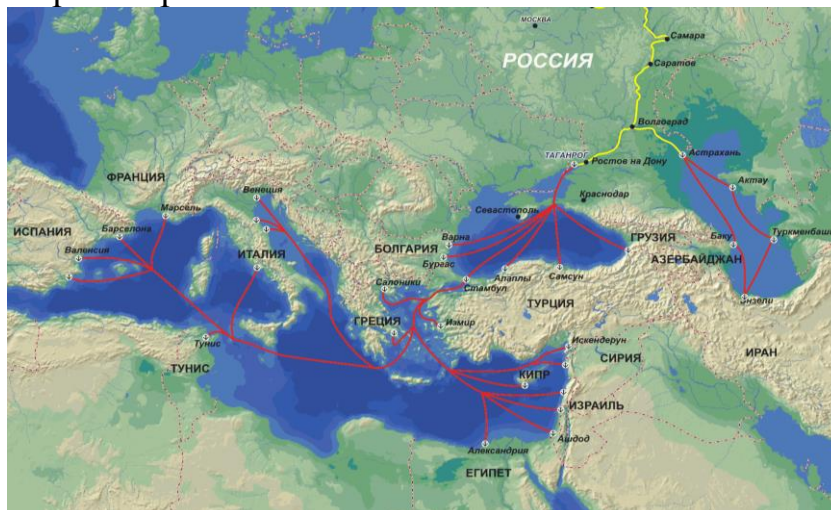 МОСКВА
Самара
РОССИЯ
Саратов
Волгоград
ТАГАНРОГ
Ростов на Дону
Астрахань
ФРАНЦИЯ
Венеция
Краснодар
Актау
Марсель
Севастополь
ИСПАНИЯ
Барселона
Варна
ГРУЗИЯ
Баку
Туркменбаши
Валенсия
ИТАЛИЯ
БОЛГАРИЯ
АЗЕРБАЙДЖАН
Бургас
Салоники
Стамбул
Алаплы
Самсун
Энзели
ТУРЦИЯ
ГРЕЦИЯ
Измир
Тунис
Искендерун
ИРАН
СИРИЯ
ТУНИС
КИПР
ИЗРАИЛЬ
Ашдод
Александрия
ЕГИПЕТ